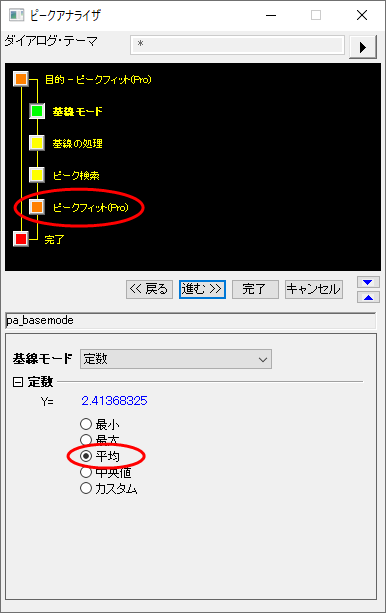 ピークアナライザ
ダイアログ・テーマ *
目的 - ピークフィット(Pro)
基線モード
基線の処理
ピーク検索
ピークフィット(Pro)
完了
<< 戻る 進む >> 完了 キャンセル
pa_basemode
基線モード 定数
定数
Y= 2.41368325
最小
最大
平均
中央値
カスタム